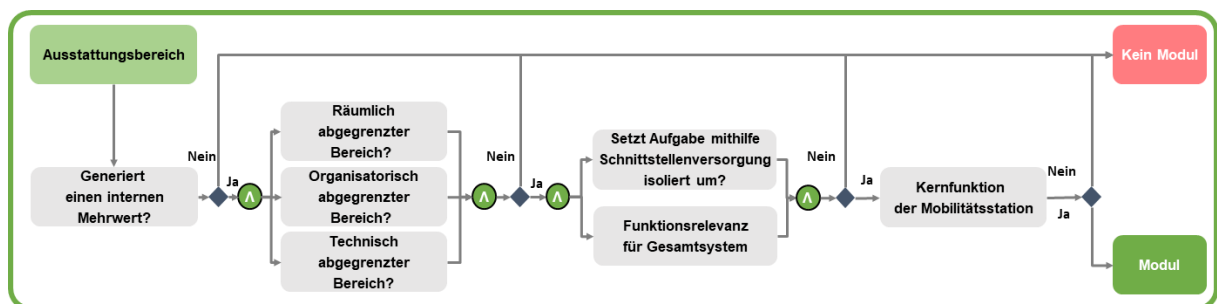 Ausstattungsbereich
Kein Modul
Generiert
einen internen
Mehrwert?
Nein
Ja
Λ
Räumlich
abgegrenzter
Bereich?
Organisatorisch
abgegrenzter
Bereich?
Technisch
abgegrenzter
Bereich?
Λ
Nein
Ja
Λ
Setzt Aufgabe mithilfe
Schnittstellenversorgung
isoliert um?
Funktionsrelevanz
für Gesamtsystem
Λ
Nein
Ja
Kernfunktion
der Mobilitätsstation
Nein
Ja
Modul